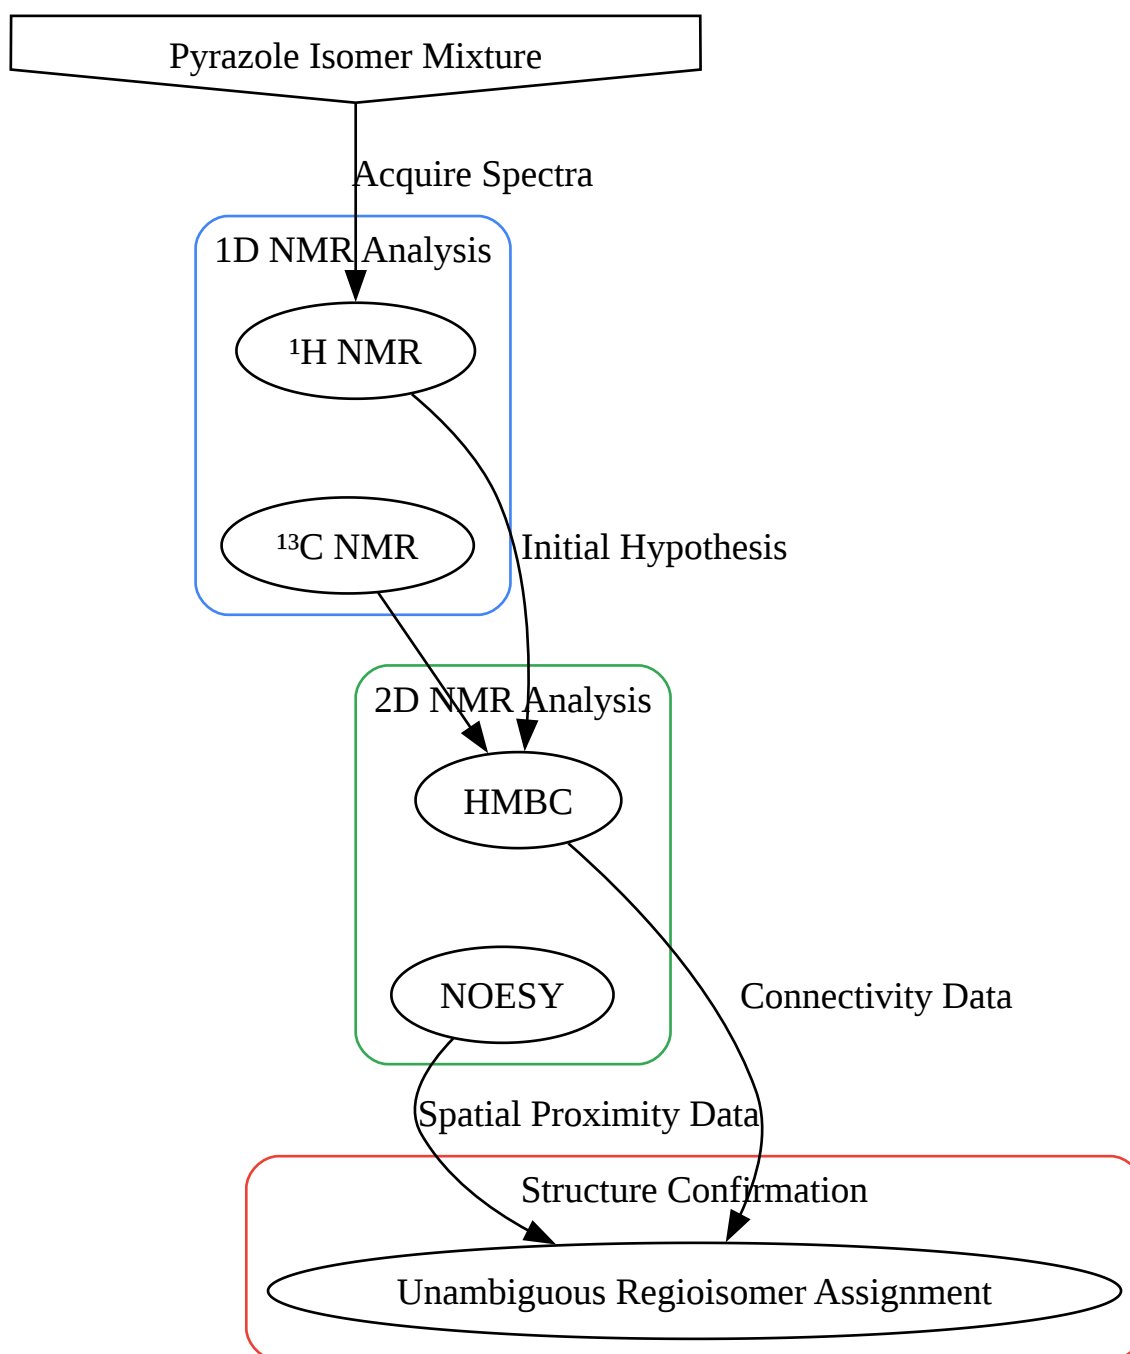 Pyrazole Isomer Mixture
Acquire Spectra
1D NMR Analysis
¹H NMR
¹³C NMR
Initial Hypothesis
2D NMR Analysis
HMBC
NOESY
Connectivity Data
Spatial Proximity Data
Structure Confirmation
Unambiguous Regioisomer Assignment